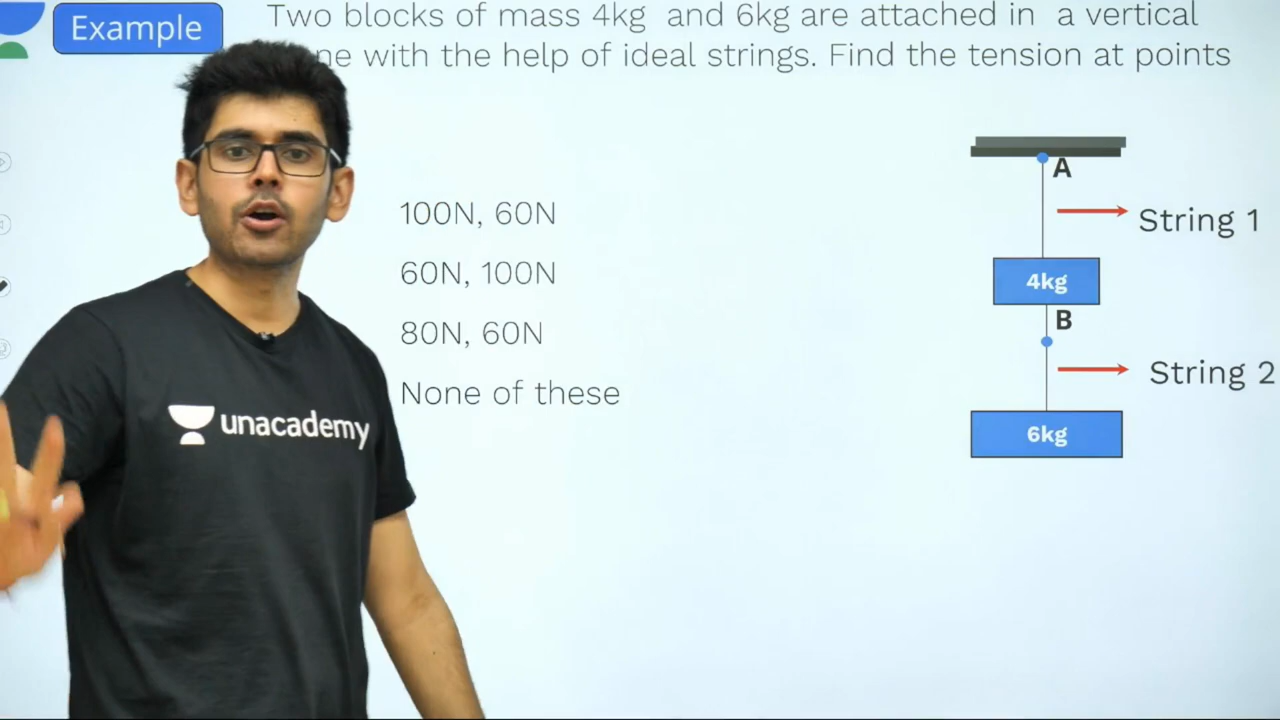 Example
Two blocks of mass 4kg and 6kg are attached in a vertical
with the help of ideal strings. Find the tension at points
A
String 1
100N, 60N
60N, 100N
4kg
B
80N, 60N
String 2
None of these
unacademy
6kg